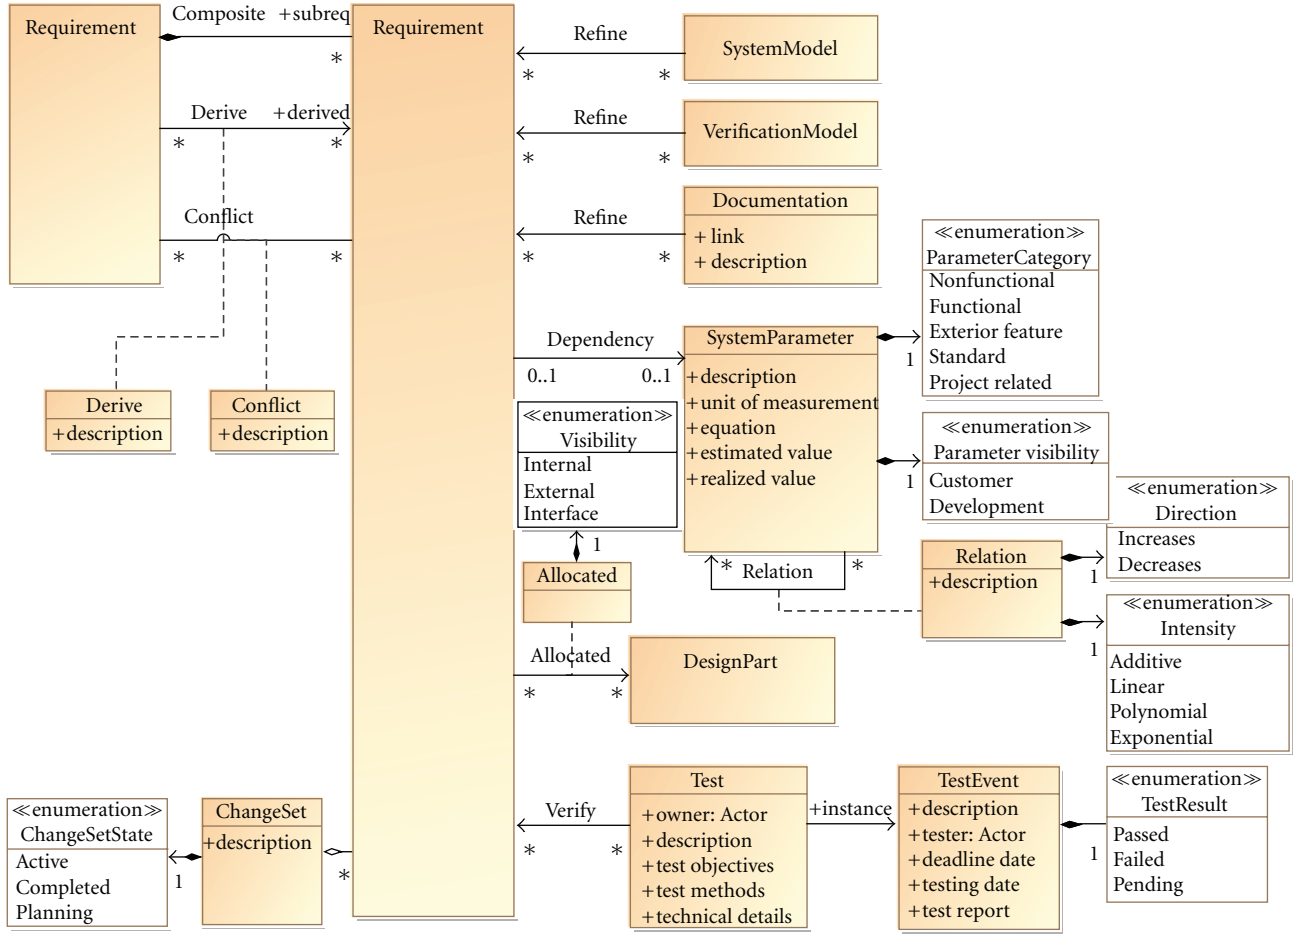 Requirement
Composite +subreq
*
Derive +derived
* *
Conflict
* *
Derive
+description
Conflict
+description
Requirement
Refine
* *
SystemModel
Refine
* *
VerificationModel
Refine
* *
Documentation
+ link
+ description
Dependency
0..1 0..1
SystemParameter
+description
+unit of measurement
+equation
+estimated value
+realized value
1
≪enumeration≫
ParameterCategory
Nonfunctional
Functional
Exterior feature
Standard
Project related
1
≪enumeration≫
Parameter visibility
Customer
Development
≪enumeration≫
Visibility
Internal
External
Interface
1
Allocated
* Relation *
Relation
+description
1
≪enumeration≫
Direction
Increases
Decreases
1
≪enumeration≫
Intensity
Additive
Linear
Polynomial
Exponential
Allocated
* *
DesignPart
Verify
* *
Test
+owner: Actor
+description
+test objectives
+test methods
+technical details
+instance
TestEvent
+description
+tester: Actor
+deadline date
+testing date
+test report
1
≪enumeration≫
TestResult
Passed
Failed
Pending
≪enumeration≫
ChangeSetState
Active
Completed
Planning
1
ChangeSet
+description
*